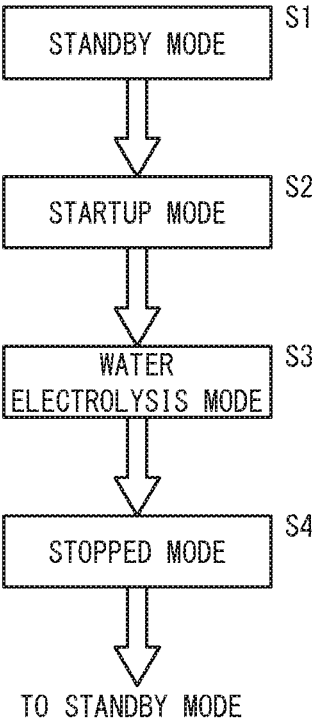 S1
STANDBY MODE
S2
STARTUP MODE
S3
WATER
ELECTROLYSIS MODE
S4
STOPPED MODE
TO STANDBY MODE